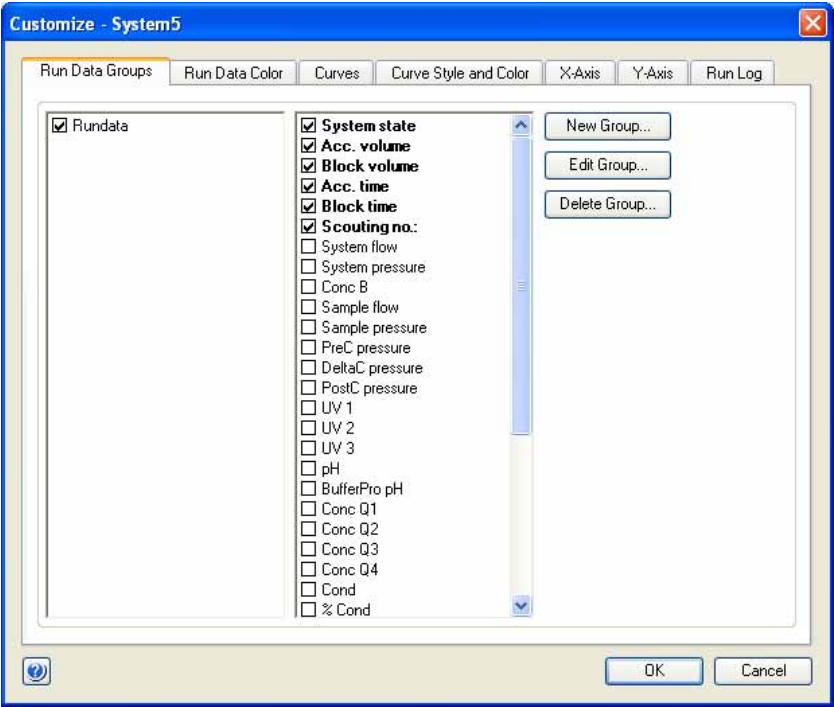 Customize - System5
Run Data Groups
Run Data Color
Curves
Curve Style and Color
X-Axis
Y-Axis
Run Log
Rundata
System state
Acc. volume
Block volume
Acc. time
Block time
Scouting no.:
System flow
System pressure
Conc B
Sample flow
Sample pressure
PreC pressure
DeltaC pressure
PostC pressure
UV 1
UV 2
UV 3
pH
BufferPro pH
Conc Q1
Conc Q2
Conc Q3
Conc Q4
Cond
% Cond
New Group...
Edit Group...
Delete Group...
?
OK
Cancel